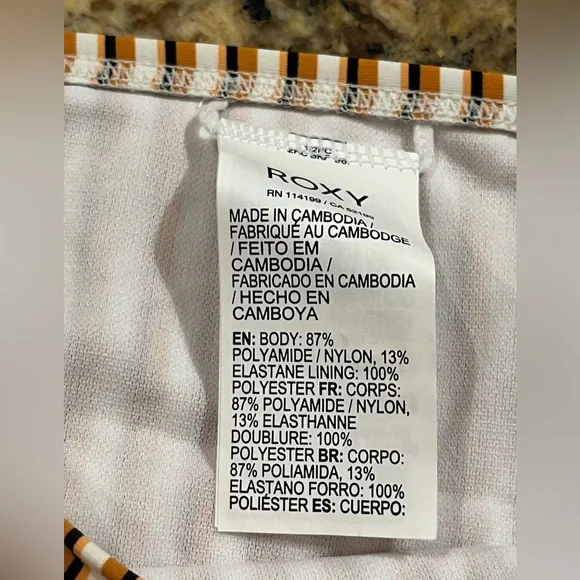 ROXY
RN 114199 / CA 52199
MADE IN CAMBODIA /
FABRIQUÉ AU CAMBODGE
/ FEITO EM
CAMBODIA /
FABRICADO EN CAMBODIA
/ HECHO EN
CAMBOYA
EN: BODY: 87%
POLYAMIDE / NYLON, 13%
ELASTANE LINING: 100%
POLYESTER FR: CORPS:
87% POLYAMIDE / NYLON,
13% ELASTHANNE
DOUBLURE: 100%
POLYESTER BR: CORPO:
87% POLIAMIDA, 13%
ELASTANO FORRO: 100%
POLIÉSTER ES: CUERPO: